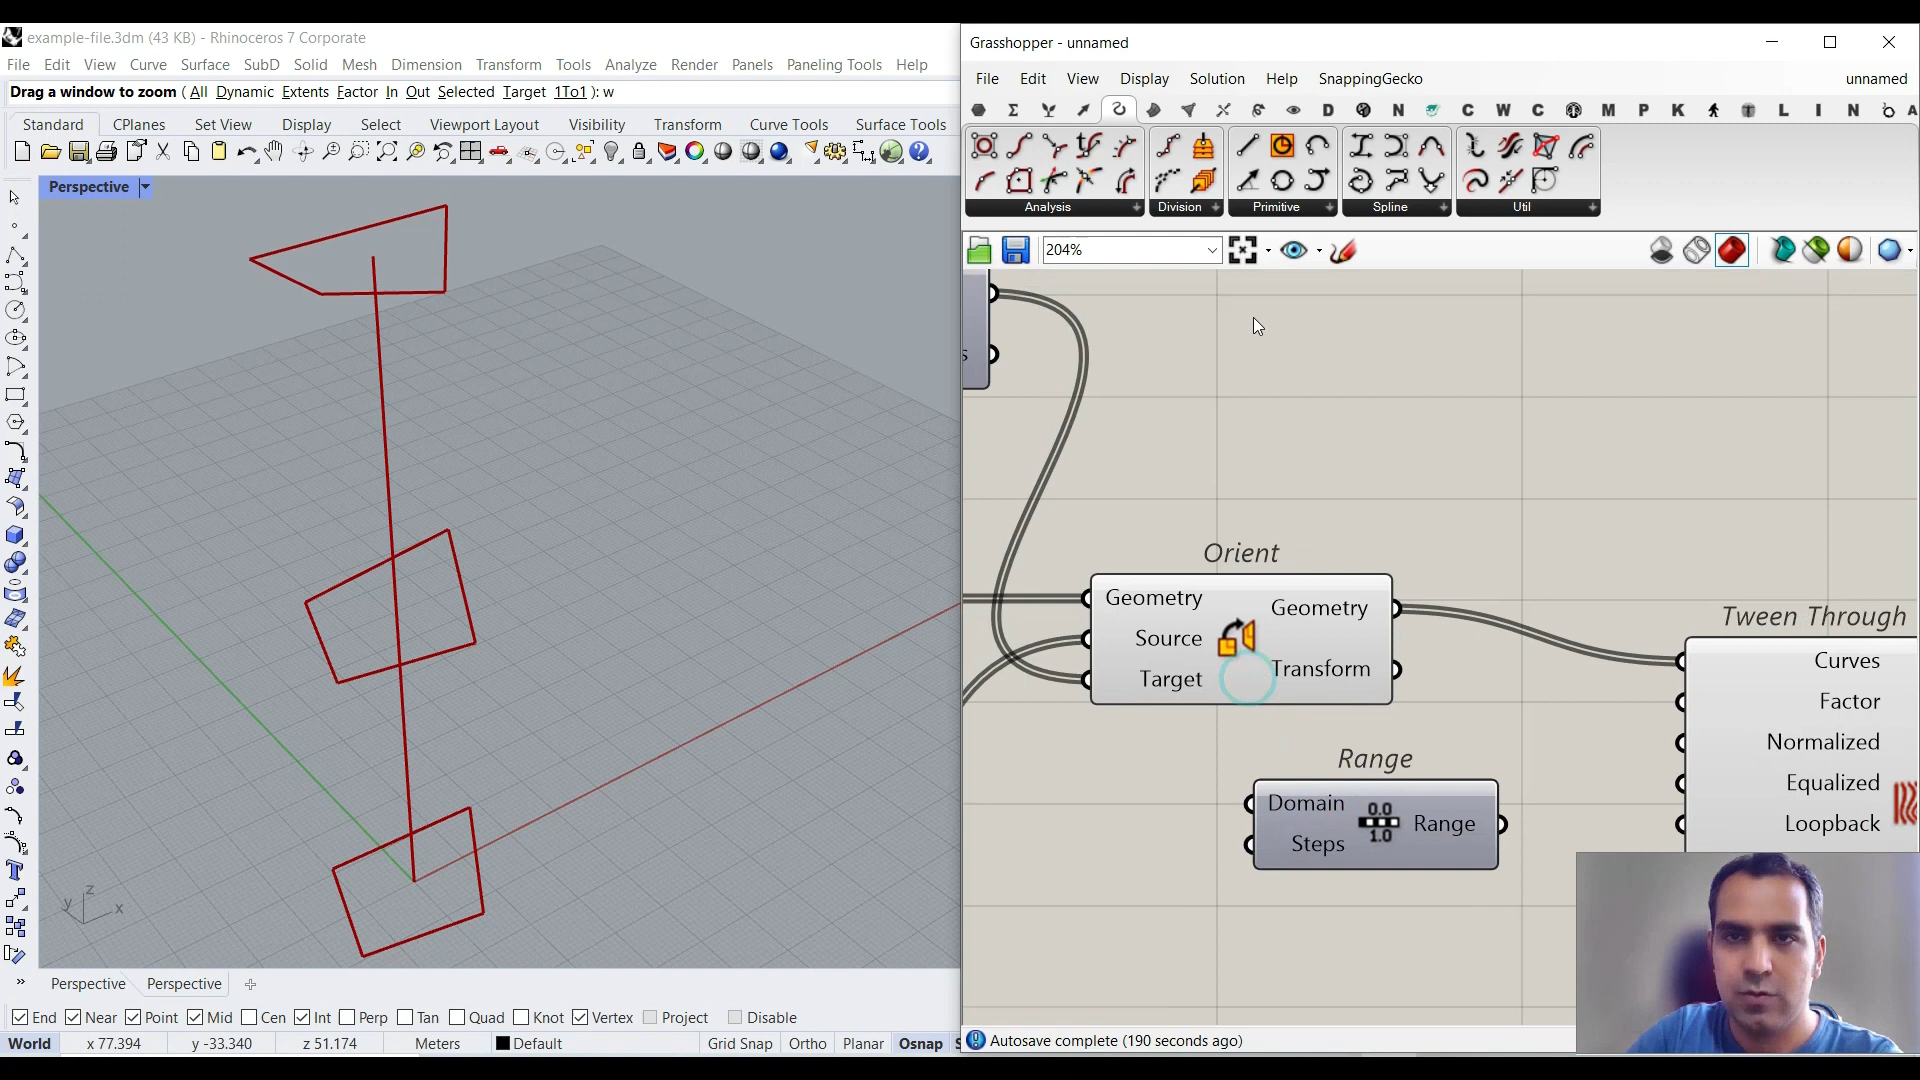 example-file.3dm (43 KB) - Rhinoceros 7 Corporate
File Edit View Curve Surface SubD Solid Mesh Dimension Transform Tools Analyze Render Panels Paneling Tools Help
Drag a window to zoom ( All Dynamic Extents Factor In Out Selected Target 1To1 ): w
Standard CPlanes Set View Display Select Viewport Layout Visibility Transform Curve Tools Surface Tools
Perspective
z
y
x
Perspective Perspective
End Near Point Mid Cen Int Perp Tan Quad Knot Vertex Project Disable
World x 77.394 y -33.340 z 51.174 Meters Default Grid Snap Ortho Planar Osnap S
Grasshopper - unnamed
File Edit View Display Solution Help SnappingGecko unnamed
D N C W C M P K L I N A
Analysis Division Primitive Spline Util
204%
s
Orient
Geometry
Source
Target
Geometry
Transform
Range
Domain
Steps
0.0
1.0
Range
Tween Through
Curves
Factor
Normalized
Equalized
Loopback
Autosave complete (190 seconds ago)